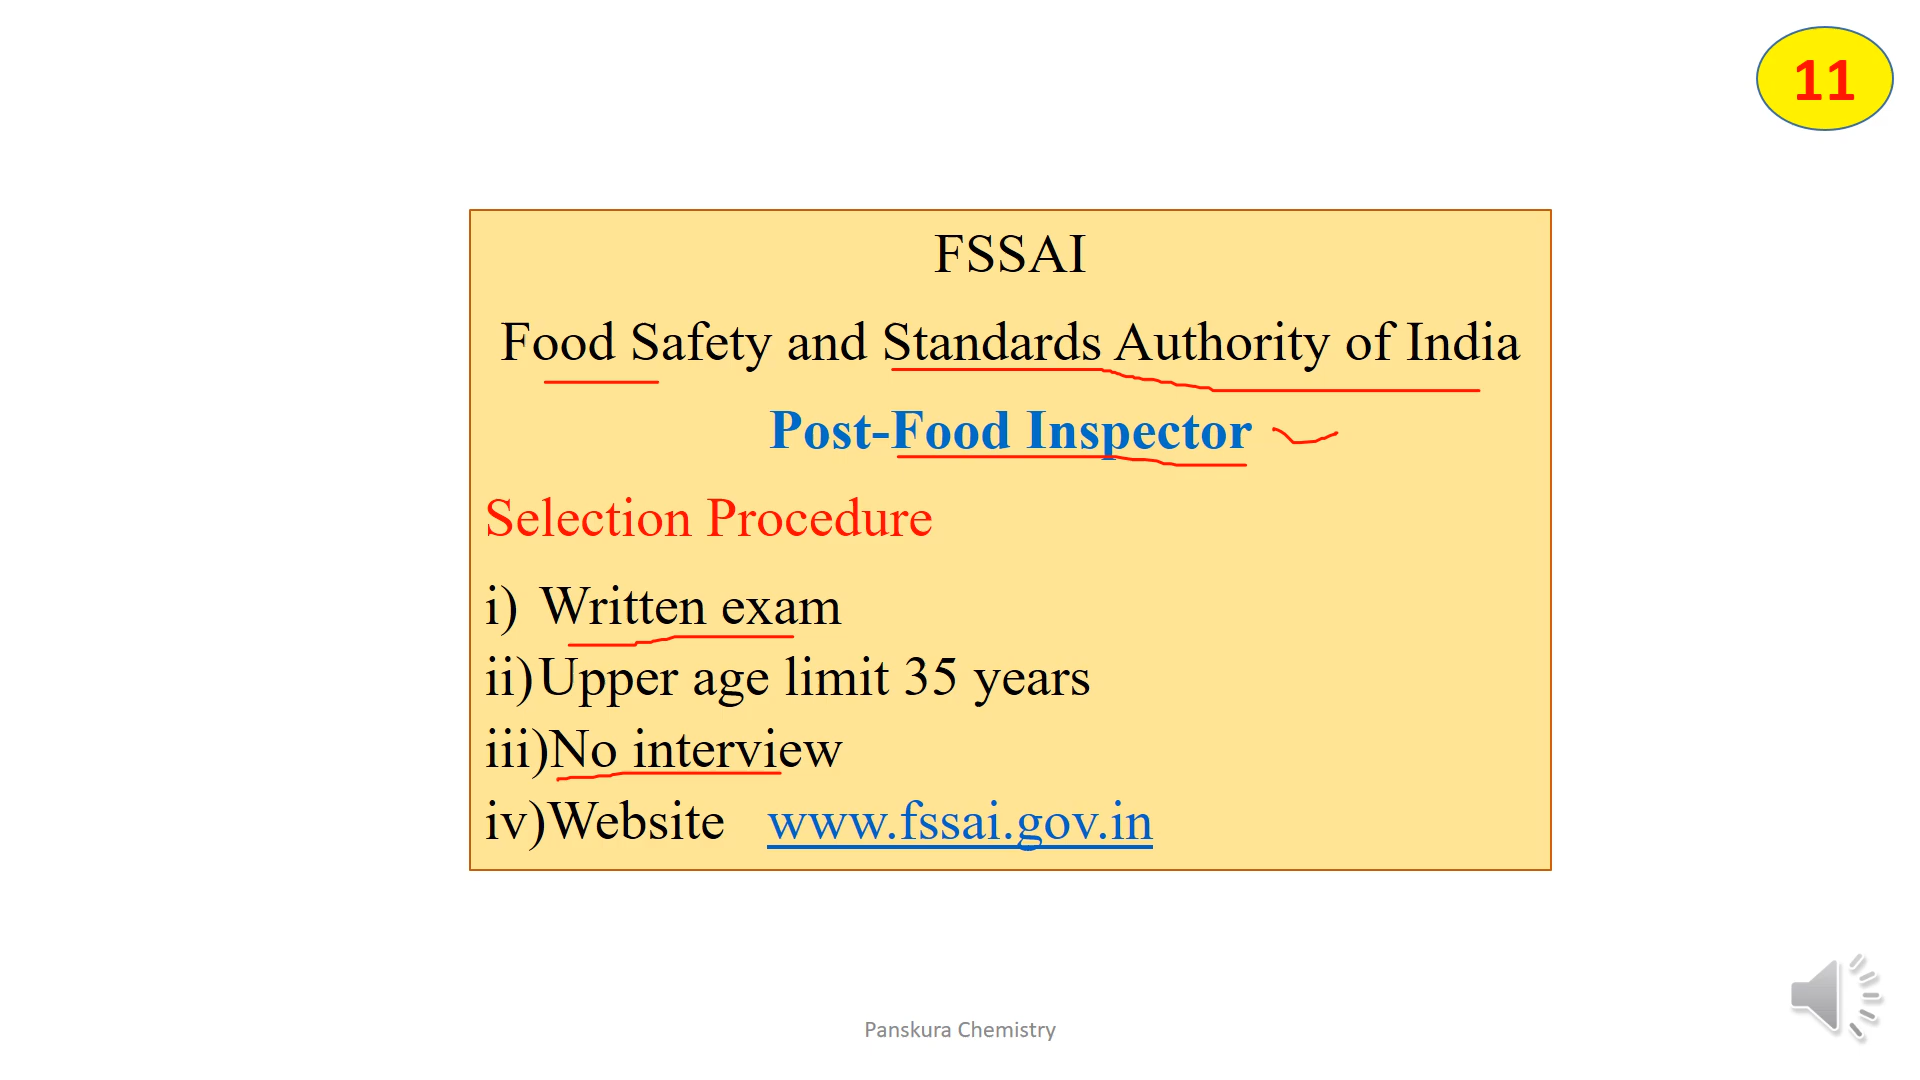 11
FSSAI
Food Safety and Standards Authority of India
Post-Food Inspector
Selection Procedure
i) Written exam
ii) Upper age limit 35 years
iii)No interview
iv)Website www.fssai.gov.in
Panskura Chemistry